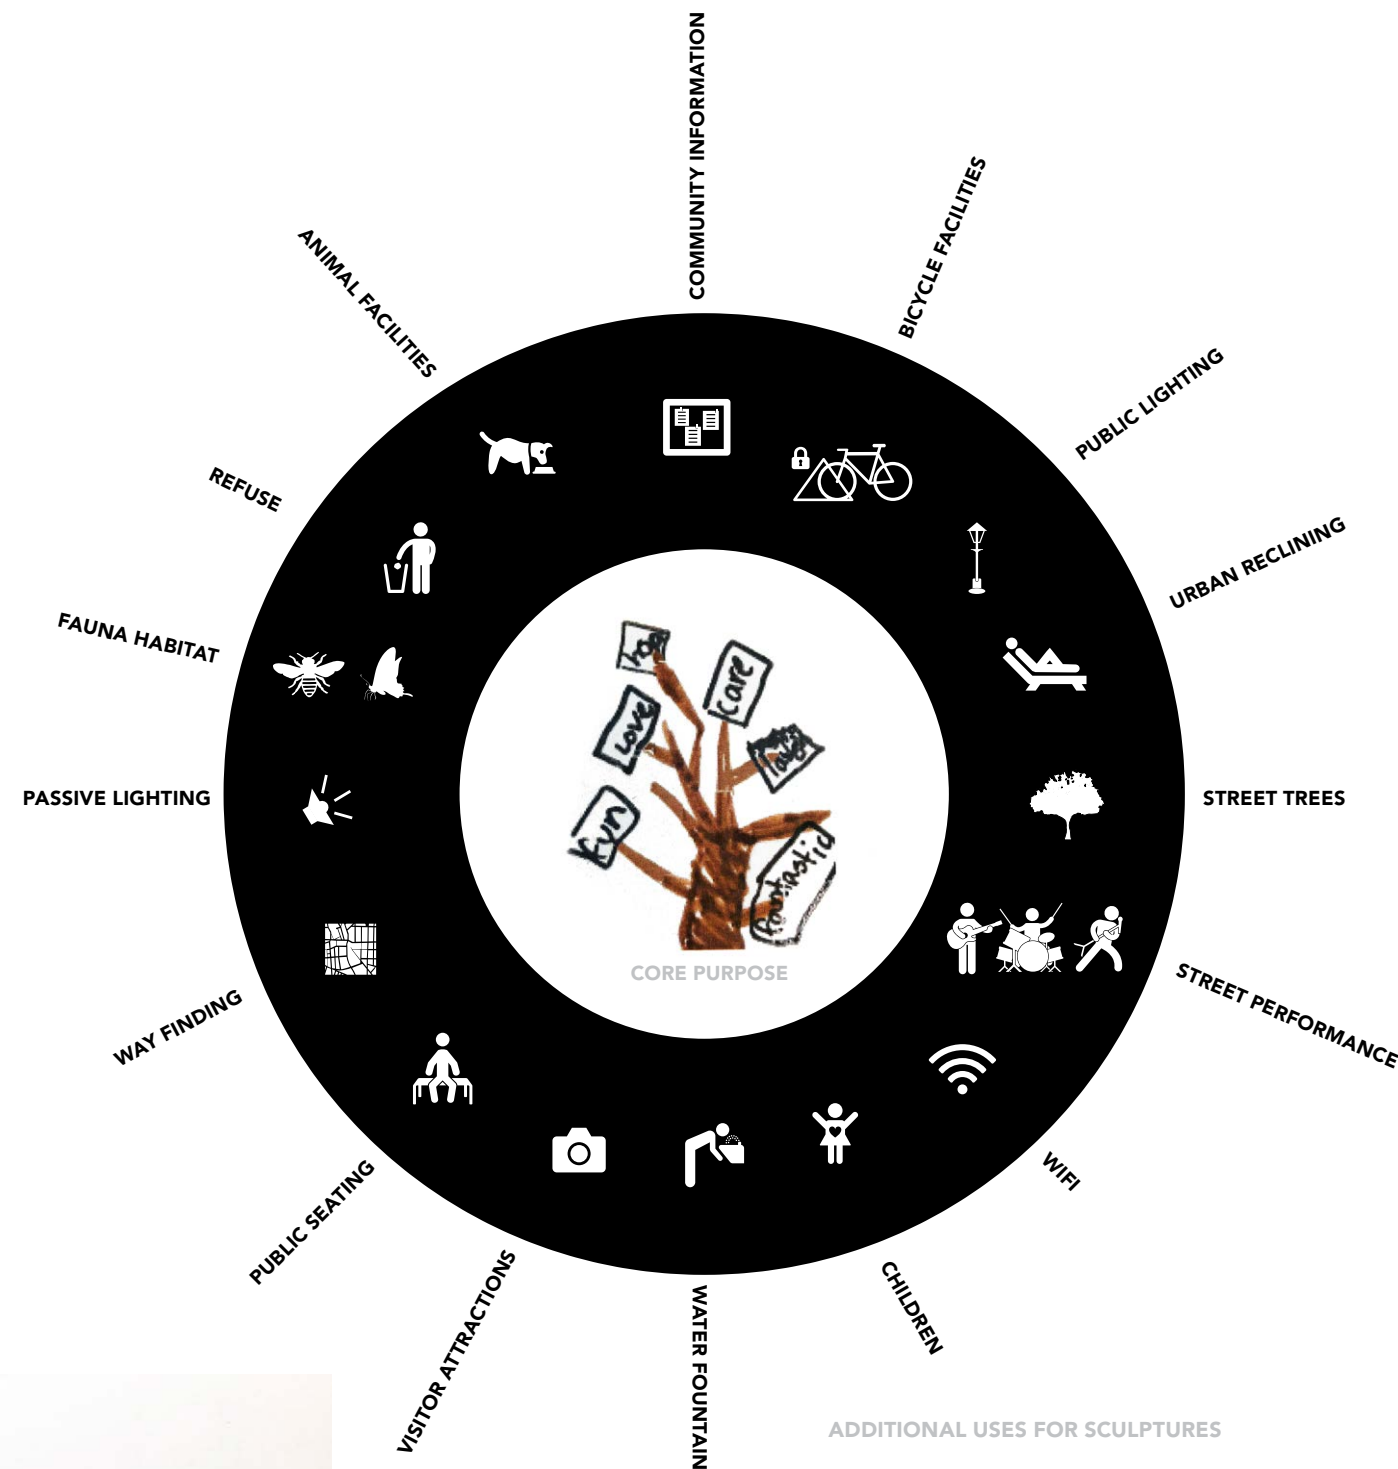 COMMUNITY INFORMATION
BICYCLE FACILITIES
PUBLIC LIGHTING
URBAN RECLINING
STREET TREES
STREET PERFORMANCE
WIFI
CHILDREN
WATER FOUNTAIN
VISITOR ATTRACTIONS
PUBLIC SEATING
WAY FINDING
PASSIVE LIGHTING
FAUNA HABITAT
REFUSE
ANIMAL FACILITIES
care
Love
Fun
fantastic
CORE PURPOSE
ADDITIONAL USES FOR SCULPTURES